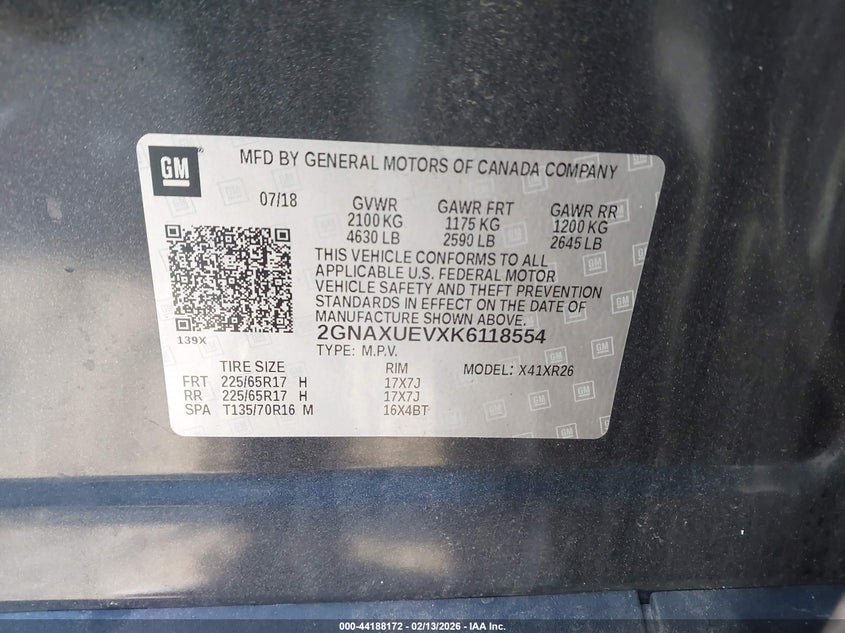 GM MFD BY GENERAL MOTORS OF CANADA COMPANY
07/18 GVWR GAWR FRT GAWR RR
2100 KG 1175 KG 1200 KG
4630 LB 2590 LB 2645 LB
THIS VEHICLE CONFORMS TO ALL
APPLICABLE U.S. FEDERAL MOTOR
VEHICLE SAFETY AND THEFT PREVENTION
STANDARDS IN EFFECT ON THE DATE OF
MANUFACTURE SHOWN ABOVE.
139X 2GNAXUEVXK6118554
TYPE: M.P.V.
TIRE SIZE RIM MODEL: X41XR26
FRT 225/65R17 H 17X7J
RR 225/65R17 H 17X7J
SPA T135/70R16 M 16X4BT
000-44188172 - 02/13/2026 - IAA Inc.